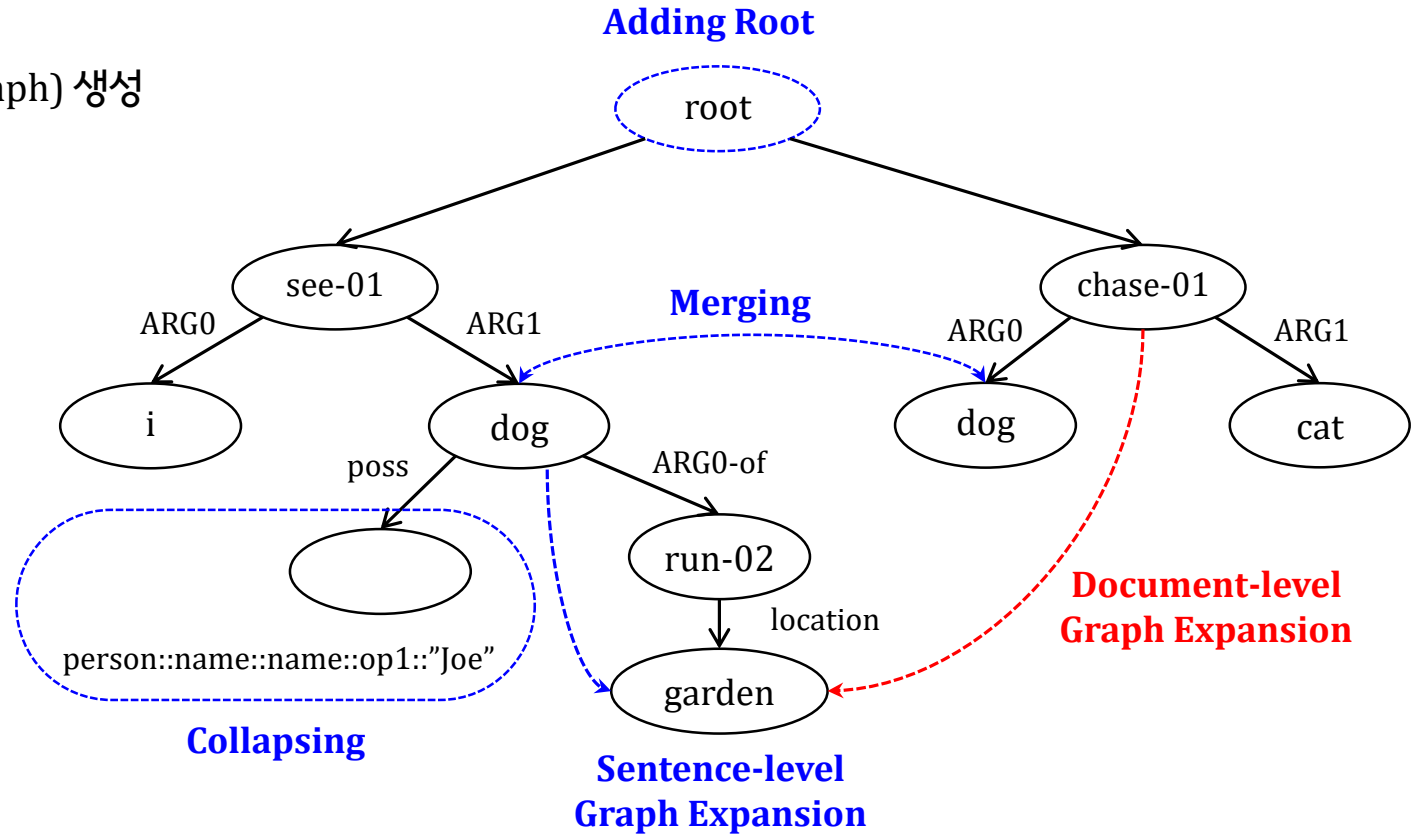 Adding Root
aph) 생성
root
see-01
chase-01
Merging
ARG0
ARG1
ARG0
ARG1
i
dog
dog
cat
poss
ARG0-of
run-02
location
person::name::name::op1::”Joe”
garden
Document-level
Graph Expansion
Collapsing
Sentence-level
Graph Expansion